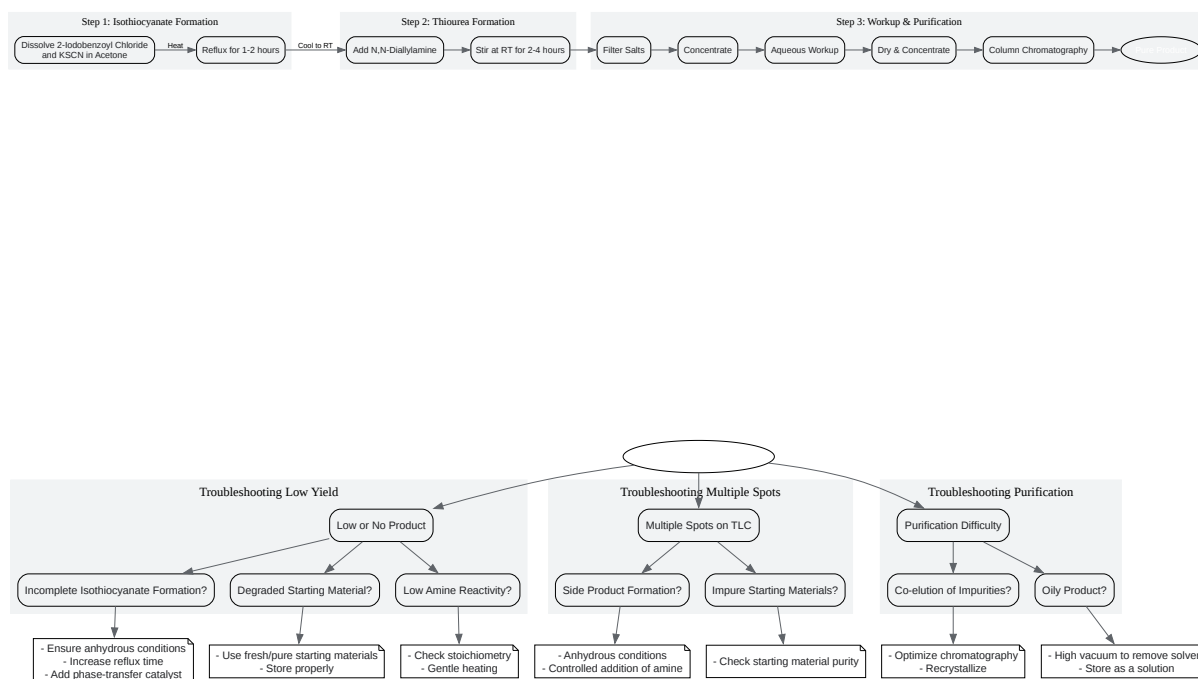 Step 1: Isothiocyanate Formation
Step 2: Thiourea Formation
Step 3: Workup & Purification
Dissolve 2-Iodobenzoyl Chloride
and KSCN in Acetone
Heat
Reflux for 1-2 hours
Cool to RT
Add N,N-Diallylamine
Stir at RT for 2-4 hours
Filter Salts
Concentrate
Aqueous Workup
Dry & Concentrate
Column Chromatography
Troubleshooting Low Yield
Troubleshooting Multiple Spots
Troubleshooting Purification
Low or No Product
Multiple Spots on TLC
Purification Difficulty
Incomplete Isothiocyanate Formation?
Degraded Starting Material?
Low Amine Reactivity?
Side Product Formation?
Impure Starting Materials?
Co-elution of Impurities?
Oily Product?
- Ensure anhydrous conditions
- Increase reflux time
- Add phase-transfer catalyst
- Use fresh/pure starting materials
- Store properly
- Check stoichiometry
- Gentle heating
- Anhydrous conditions
- Controlled addition of amine
- Check starting material purity
- Optimize chromatography
- Recrystallize
- High vacuum to remove
- Store as a solution